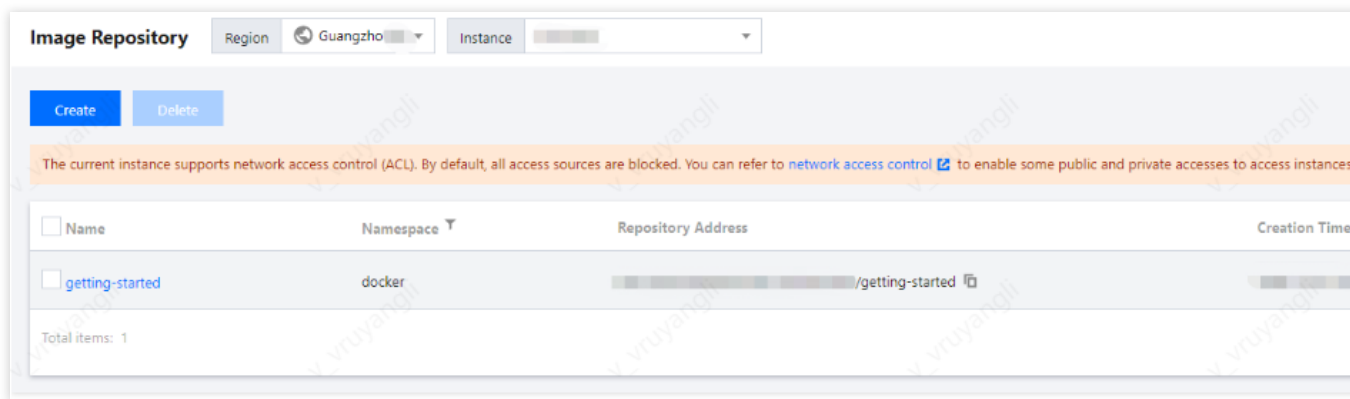 Image Repository Region Guangzho Instance
Create Delete
The current instance supports network access control (ACL). By default, all access sources are blocked. You can refer to network access control to enable some public and private accesses to access instances
Name Namespace Repository Address Creation Time
getting-started docker /getting-started
Total items: 1
v_vruyangli